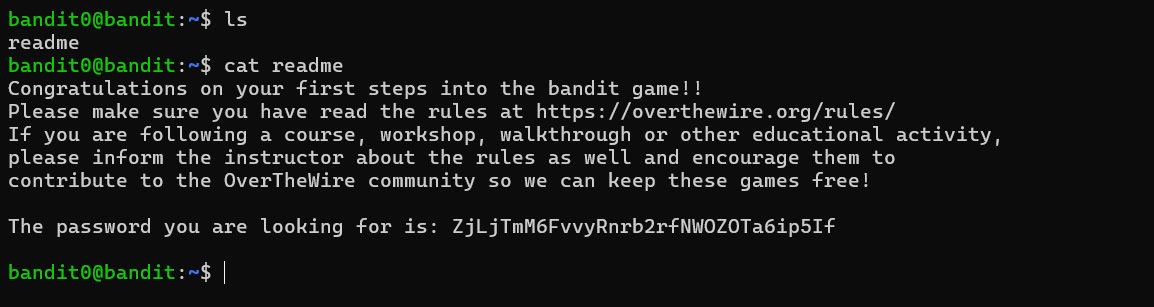 bandit0@bandit:~$ ls
readme
bandit0@bandit:~$ cat readme
Congratulations on your first steps into the bandit game!!
Please make sure you have read the rules at https://overthewire.org/rules/
If you are following a course, workshop, walkthrough or other educational activity,
please inform the instructor about the rules as well and encourage them to
contribute to the OverTheWire community so we can keep these games free!

The password you are looking for is: ZjLjTmM6FvvyRnrb2rfNWOZOTa6ip5If

bandit0@bandit:~$